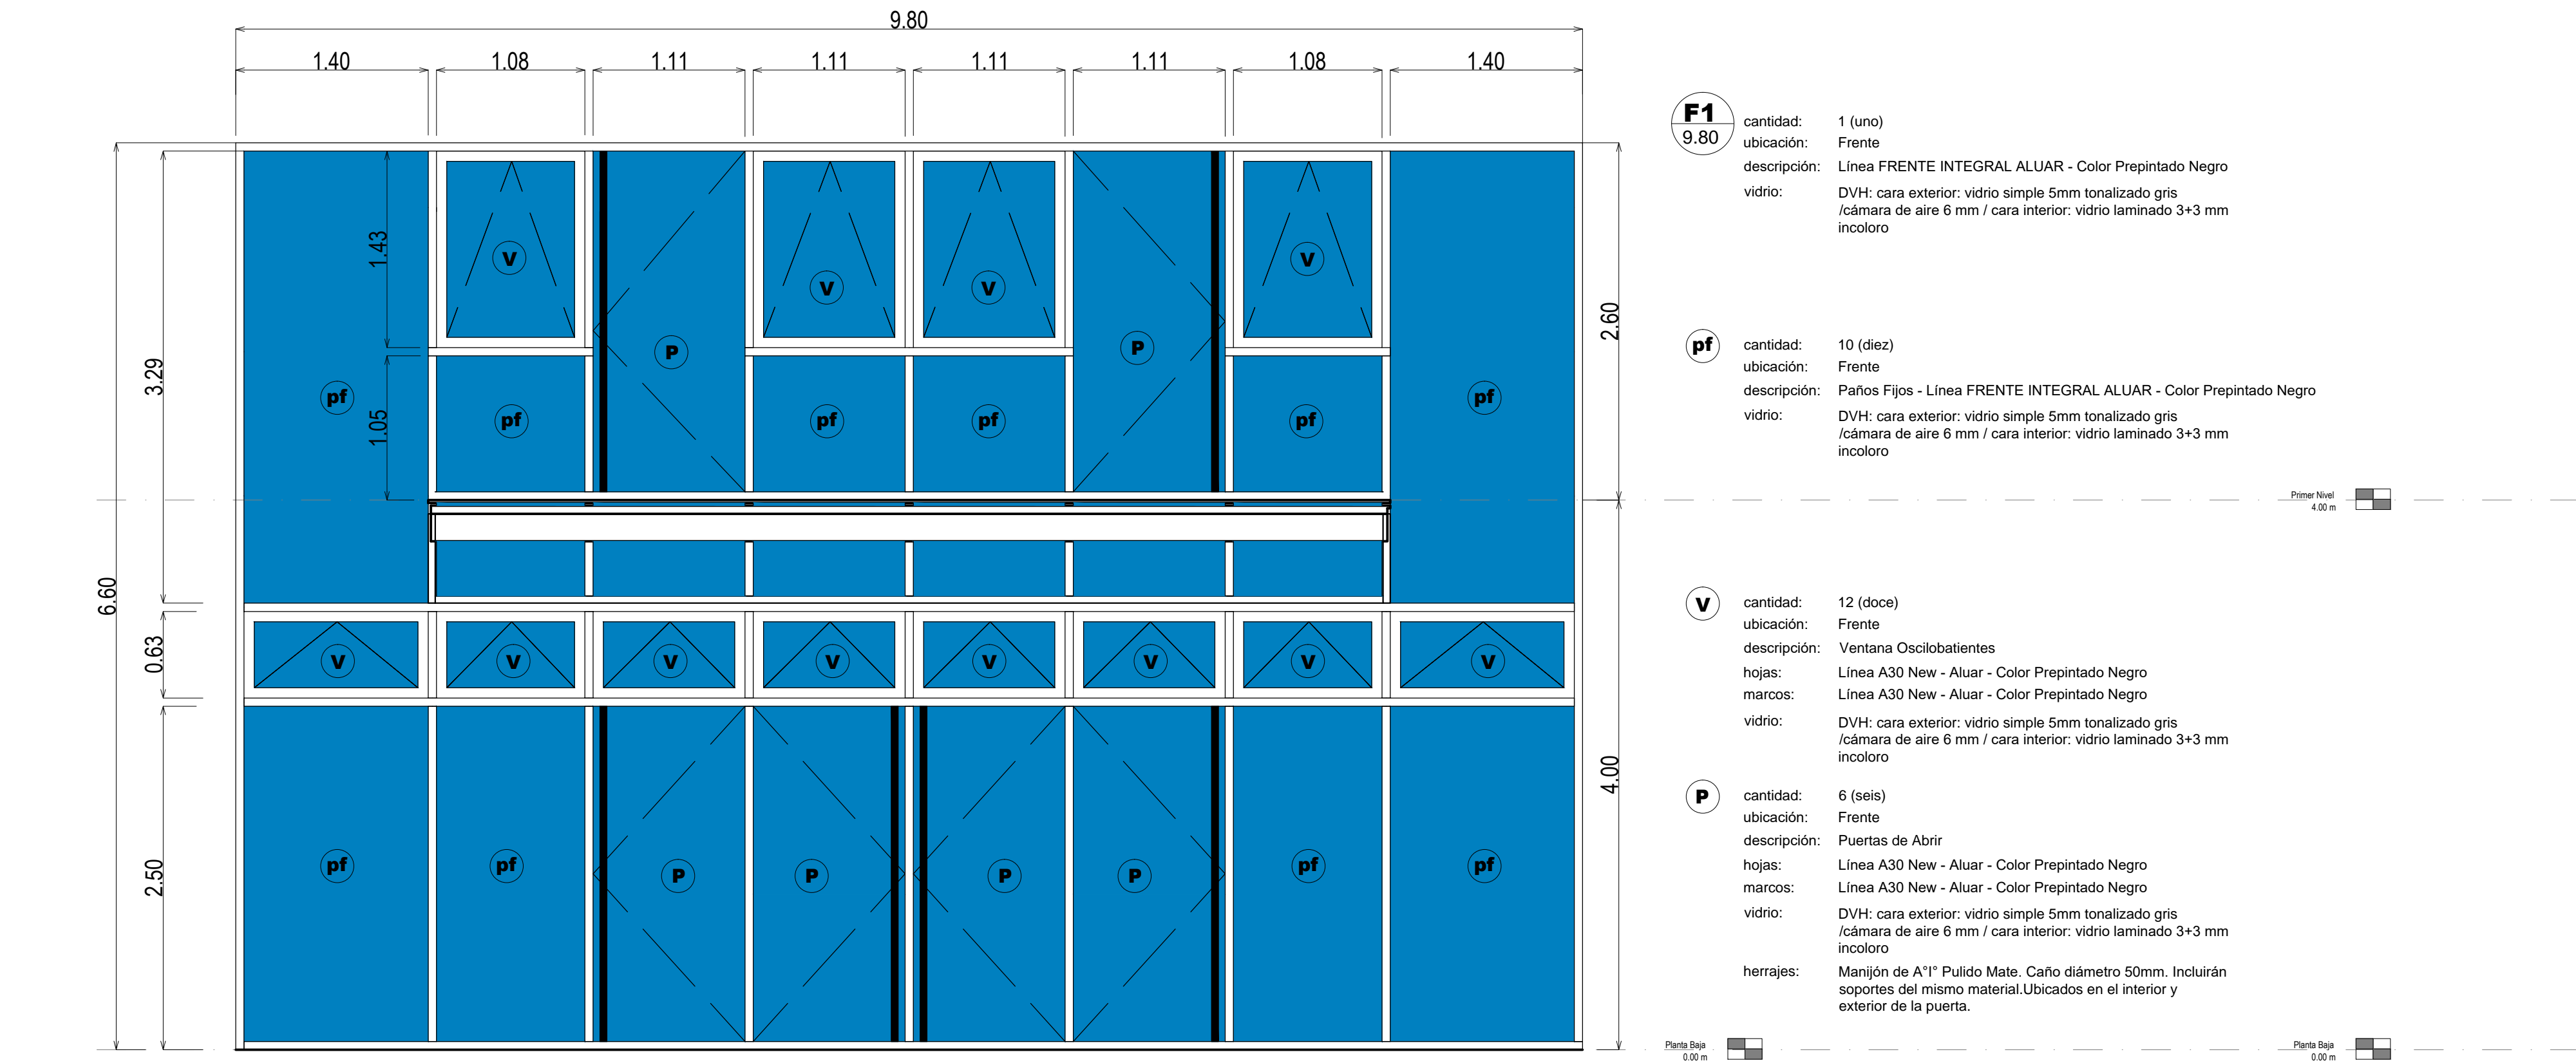 9.80
1.40 1.08 1.11 1.11 1.11 1.11 1.08 1.40
6.60
3.29
0.63
2.50
1.43
1.05
2.60
4.00
V V V V
P P
pf pf pf pf pf pf
V V V V V V V V
pf pf P P P P pf pf
F1
9.80
cantidad: 1 (uno)
ubicación: Frente
descripción: Línea FRENTE INTEGRAL ALUAR - Color Prepintado Negro
vidrio: DVH: cara exterior: vidrio simple 5mm tonalizado gris
/cámara de aire 6 mm / cara interior: vidrio laminado 3+3 mm
incoloro
pf
cantidad: 10 (diez)
ubicación: Frente
descripción: Paños Fijos - Línea FRENTE INTEGRAL ALUAR - Color Prepintado Negro
vidrio: DVH: cara exterior: vidrio simple 5mm tonalizado gris
/cámara de aire 6 mm / cara interior: vidrio laminado 3+3 mm
incoloro
Primer Nivel
4.00 m
V
cantidad: 12 (doce)
ubicación: Frente
descripción: Ventana Oscilobatientes
hojas: Línea A30 New - Aluar - Color Prepintado Negro
marcos: Línea A30 New - Aluar - Color Prepintado Negro
vidrio: DVH: cara exterior: vidrio simple 5mm tonalizado gris
/cámara de aire 6 mm / cara interior: vidrio laminado 3+3 mm
incoloro
P
cantidad: 6 (seis)
ubicación: Frente
descripción: Puertas de Abrir
hojas: Línea A30 New - Aluar - Color Prepintado Negro
marcos: Línea A30 New - Aluar - Color Prepintado Negro
vidrio: DVH: cara exterior: vidrio simple 5mm tonalizado gris
/cámara de aire 6 mm / cara interior: vidrio laminado 3+3 mm
incoloro
herrajes: Manijón de A°I° Pulido Mate. Caño diámetro 50mm. Incluirán
soportes del mismo material.Ubicados en el interior y
exterior de la puerta.
Planta Baja
0.00 m
Planta Baja
0.00 m